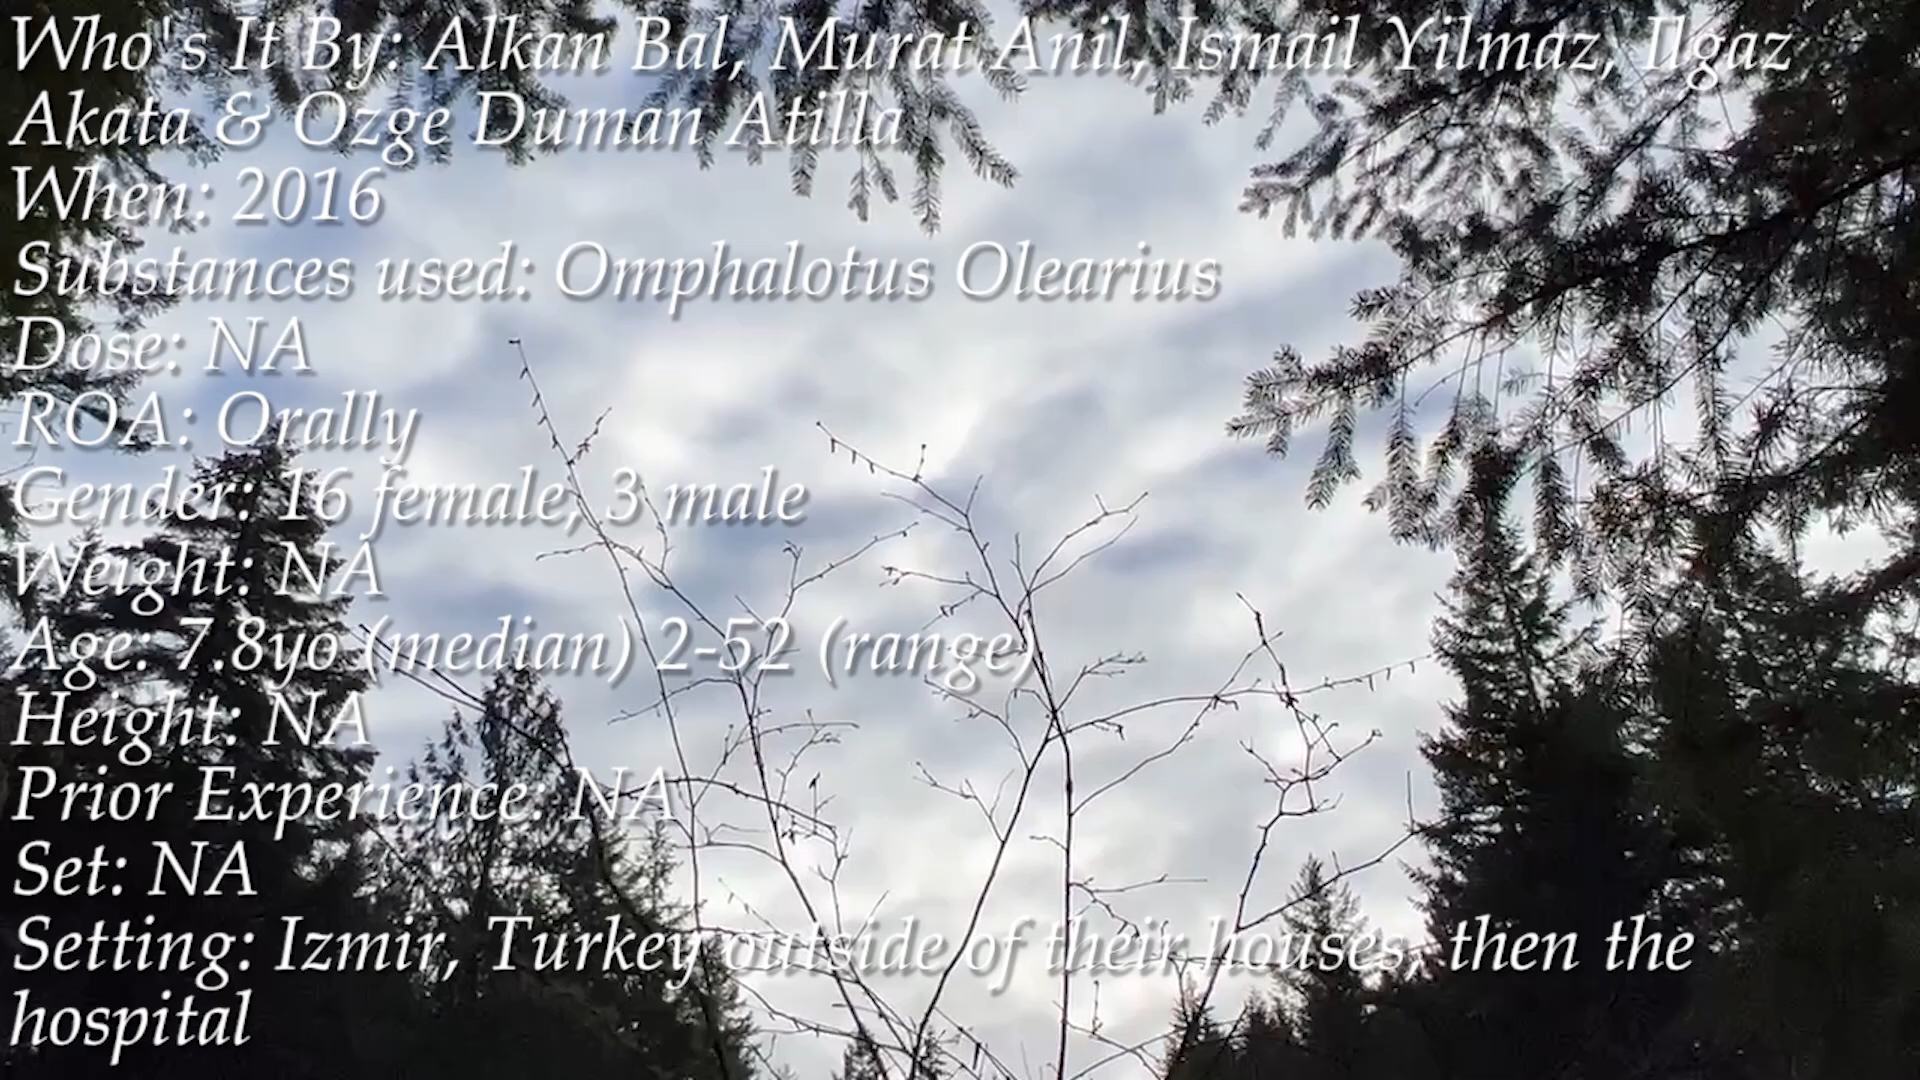 Who's It By: Alkan Bal, Murat Anil, Ismail Yilmaz, Ilgaz
Akata & Ozge Duman Atilla
When: 2016
Substances used: Omphalotus Olearius
Dose: NA
ROA: Orally
Gender: 16 female, 3 male
Weight: NA
Age: 7.8yo (median) 2-52 (range)
Height: NA
Prior Experience: NA
Set: NA
Setting: Izmir, Turkey outside of their houses, then the
hospital